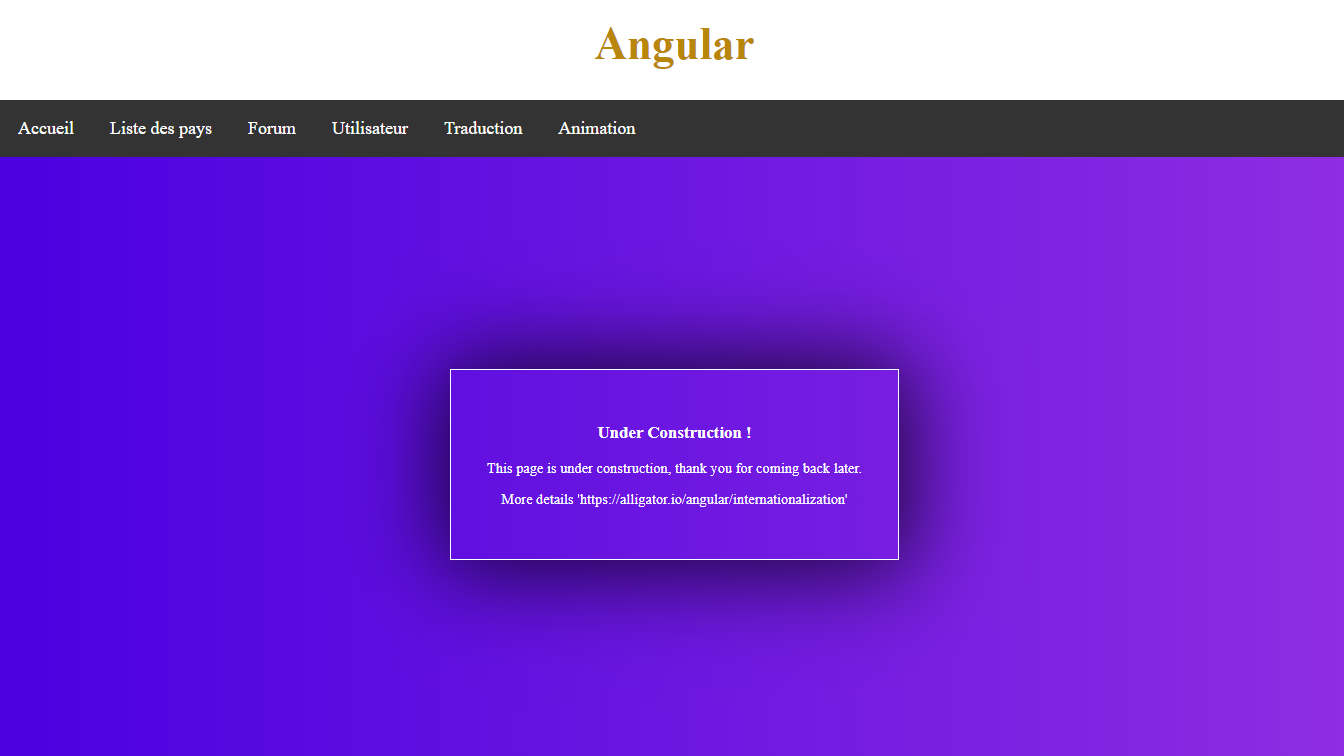 Angular
Accueil Liste des pays Forum Utilisateur Traduction Animation
Under Construction !
This page is under construction, thank you for coming back later.
More details 'https://alligator.io/angular/internationalization'